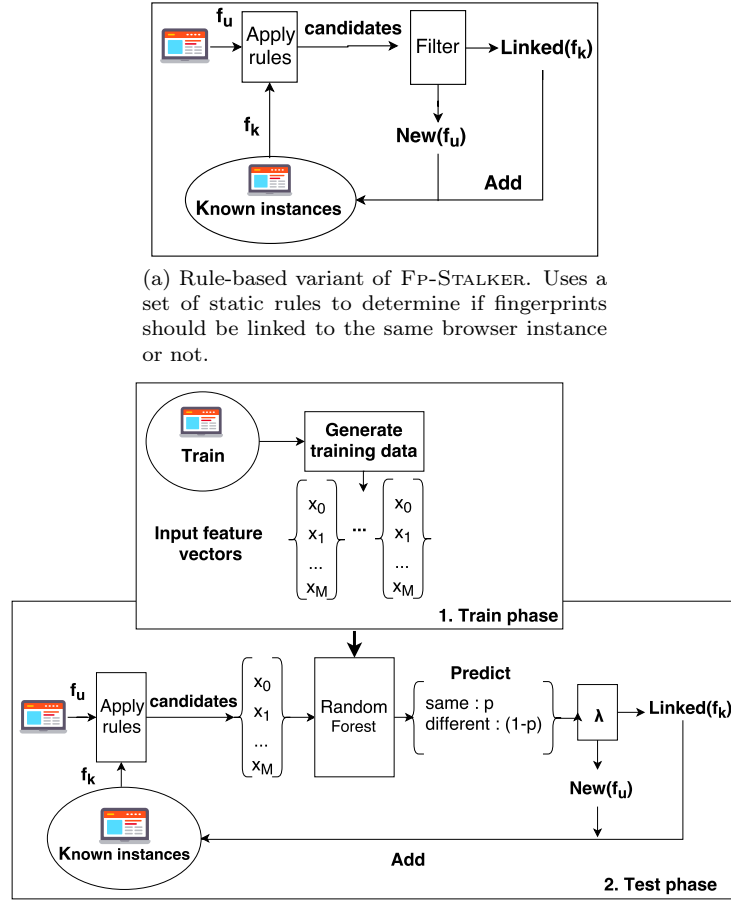 f_u
Apply
rules
candidates
Filter
Linked(f_k)
f_k
New(f_u)
Add
Known instances
(a) Rule-based variant of FP-STALKER. Uses a
set of static rules to determine if fingerprints
should be linked to the same browser instance
or not.
Train
Generate
training data
Input feature
vectors
x_0
x_1
...
x_M
...
x_0
x_1
...
x_M
1. Train phase
f_u
Apply
rules
candidates
x_0
x_1
...
x_M
Random
Forest
Predict
same : p
different : (1-p)
λ
Linked(f_k)
f_k
New(f_u)
Known instances
Add
2. Test phase